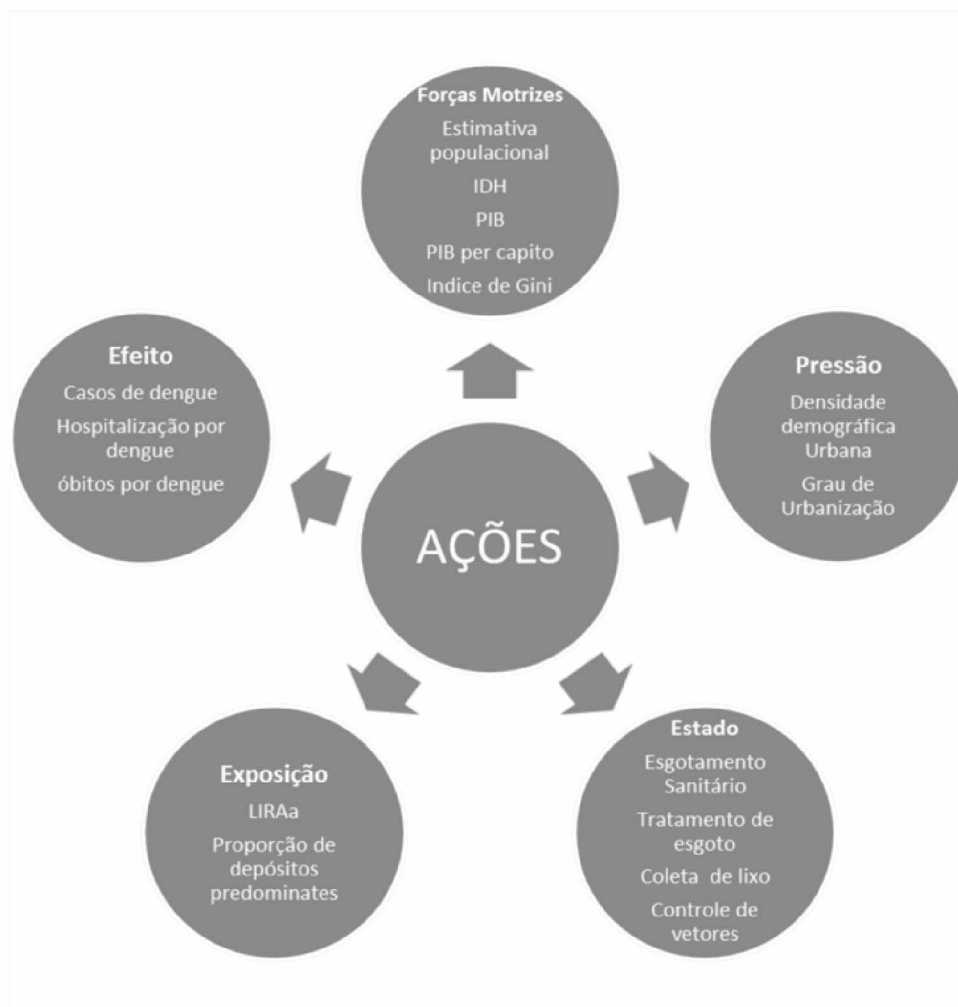 Forças Motrizes
Estimativa
populacional
IDH
PIB
PIB per capito
Indice de Gini
Efeito
Casos de dengue
Hospitalização por
dengue
óbitos por dengue
Pressão
Densidade
demográfica
Urbana
Grau de
Urbanização
AÇÕES
Exposição
LIRAa
Proporção de
depósitos
predominates
Estado
Esgotamento
Sanitário
Tratamento de
esgoto
Coleta de lixo
Controle de
vetores